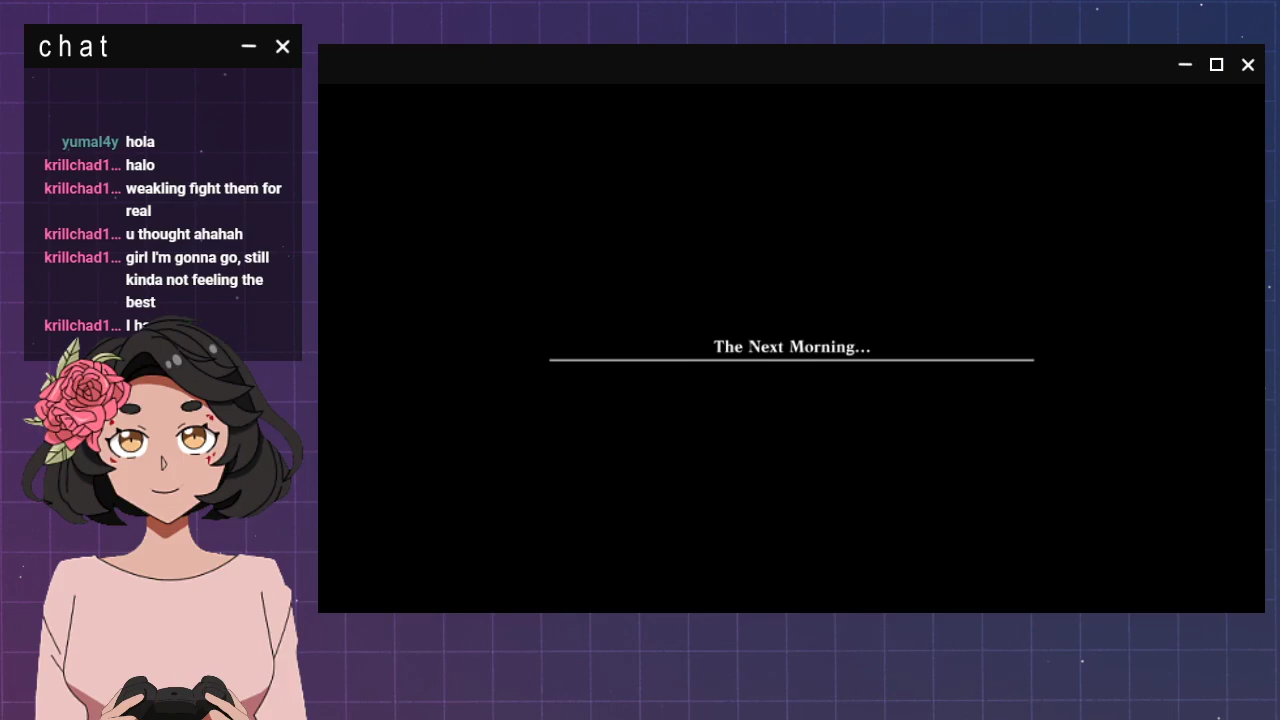 chat
yumal4y hola
krillchad1... halo
krillchad1... weakling fight them for
real
krillchad1... u thought ahahah
krillchad1... girl I'm gonna go, still
kinda not feeling the
best
krillchad1... I
The Next Morning...